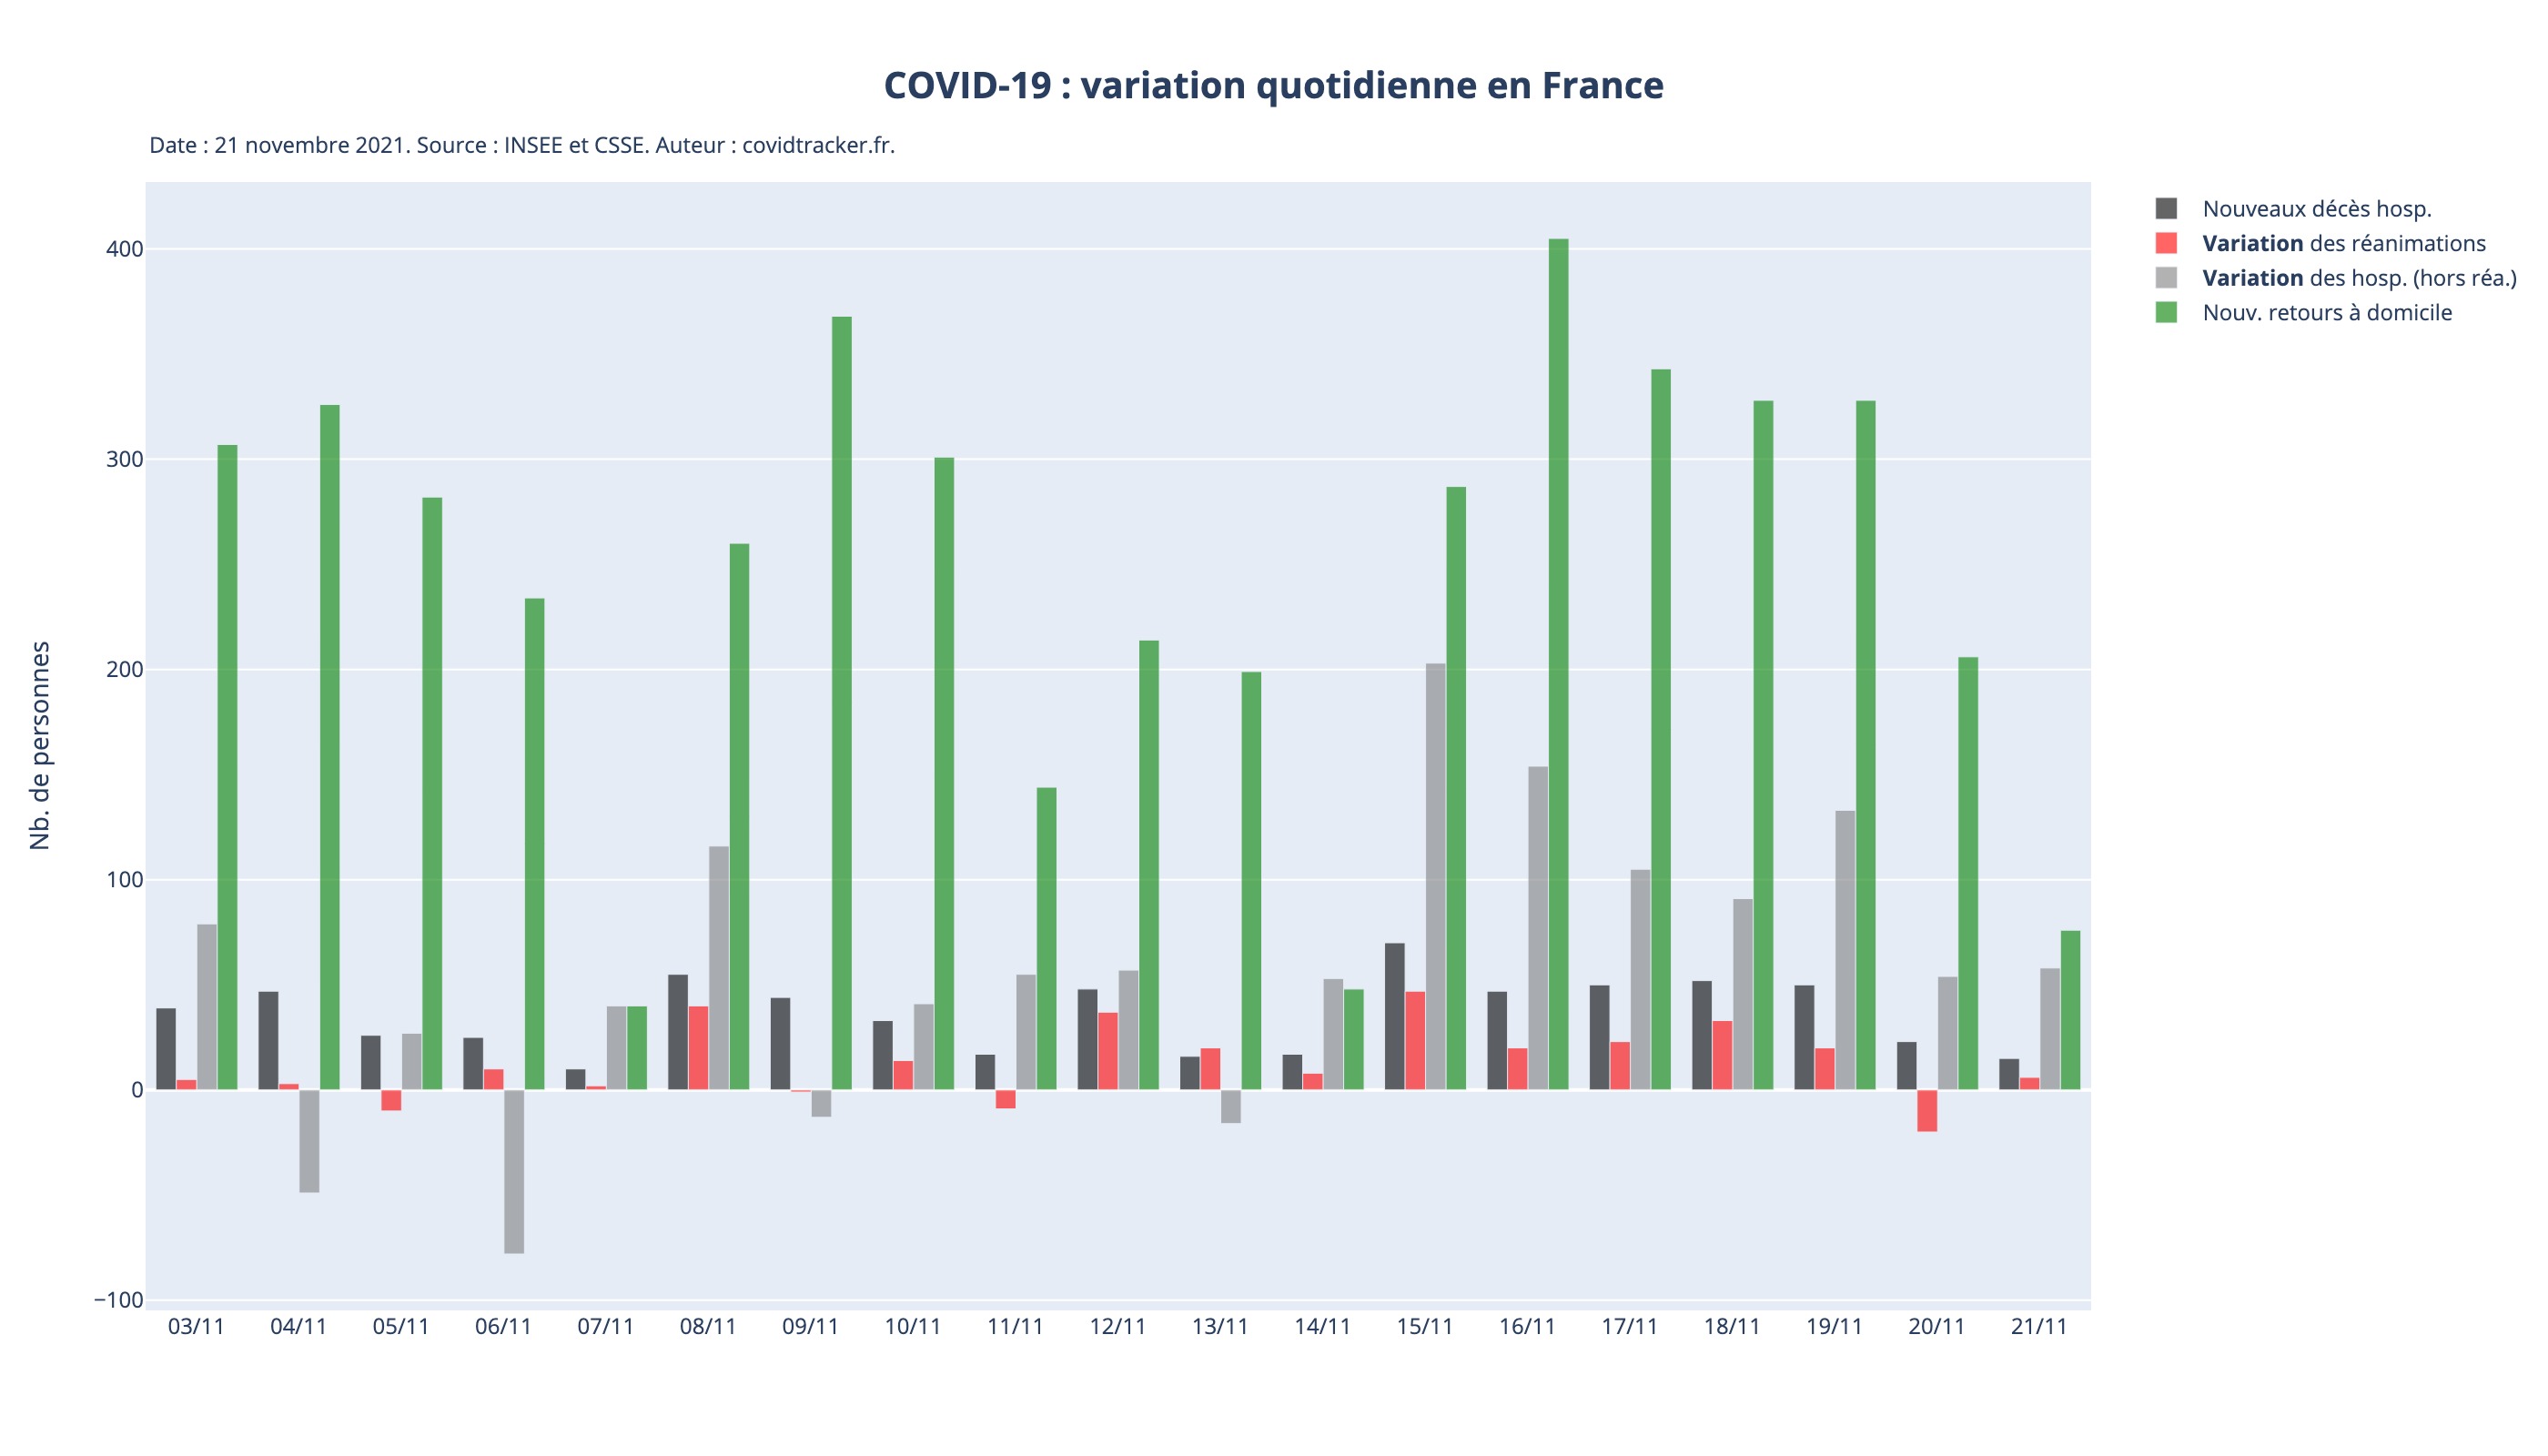 COVID-19 : variation quotidienne en France
Date : 21 novembre 2021. Source : INSEE et CSSE. Auteur : covidtracker.fr.
Nouveaux décès hosp.
Variation des réanimations
Variation des hosp. (hors réa.)
Nouv. retours à domicile
Nb. de personnes
400
300
200
100
0
−100
03/11 04/11 05/11 06/11 07/11 08/11 09/11 10/11 11/11 12/11 13/11 14/11 15/11 16/11 17/11 18/11 19/11 20/11 21/11